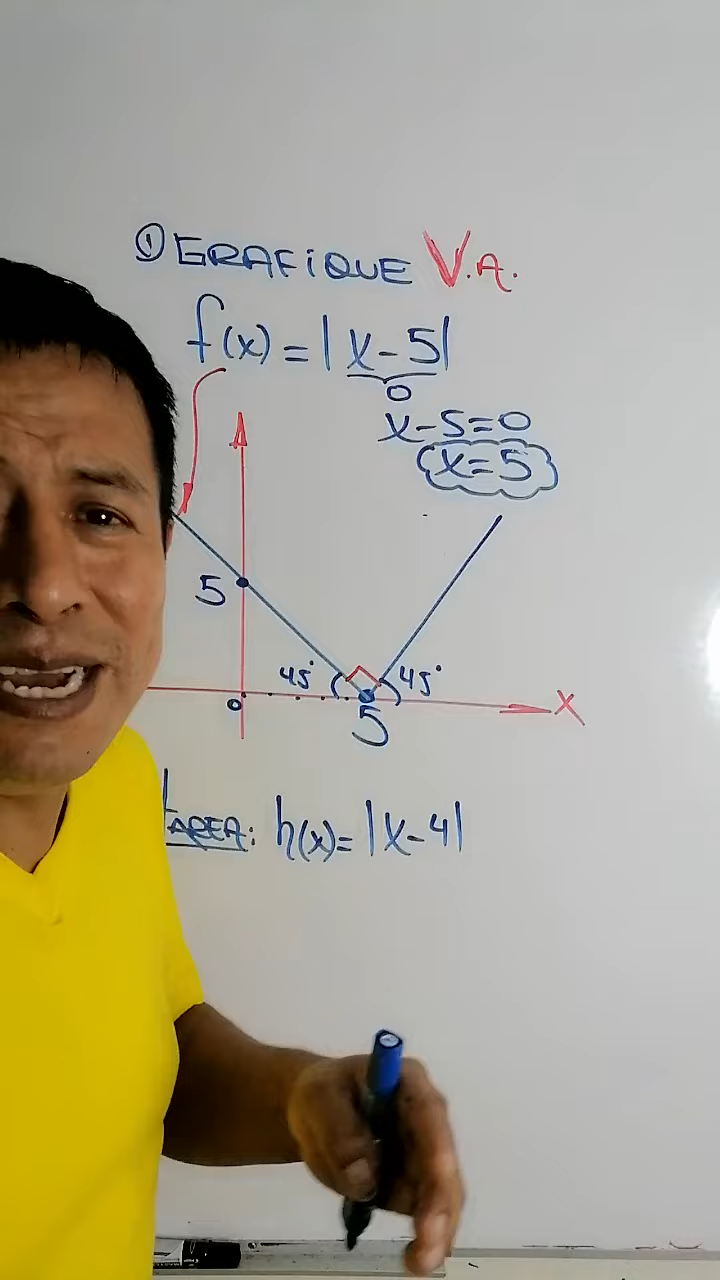 ① GRAFIQUE V.A.
f(x) = |x-5|
0
x-5=0
x=5
5
45° 45°
0 5 X
TAREA: h(x)= |x-4|